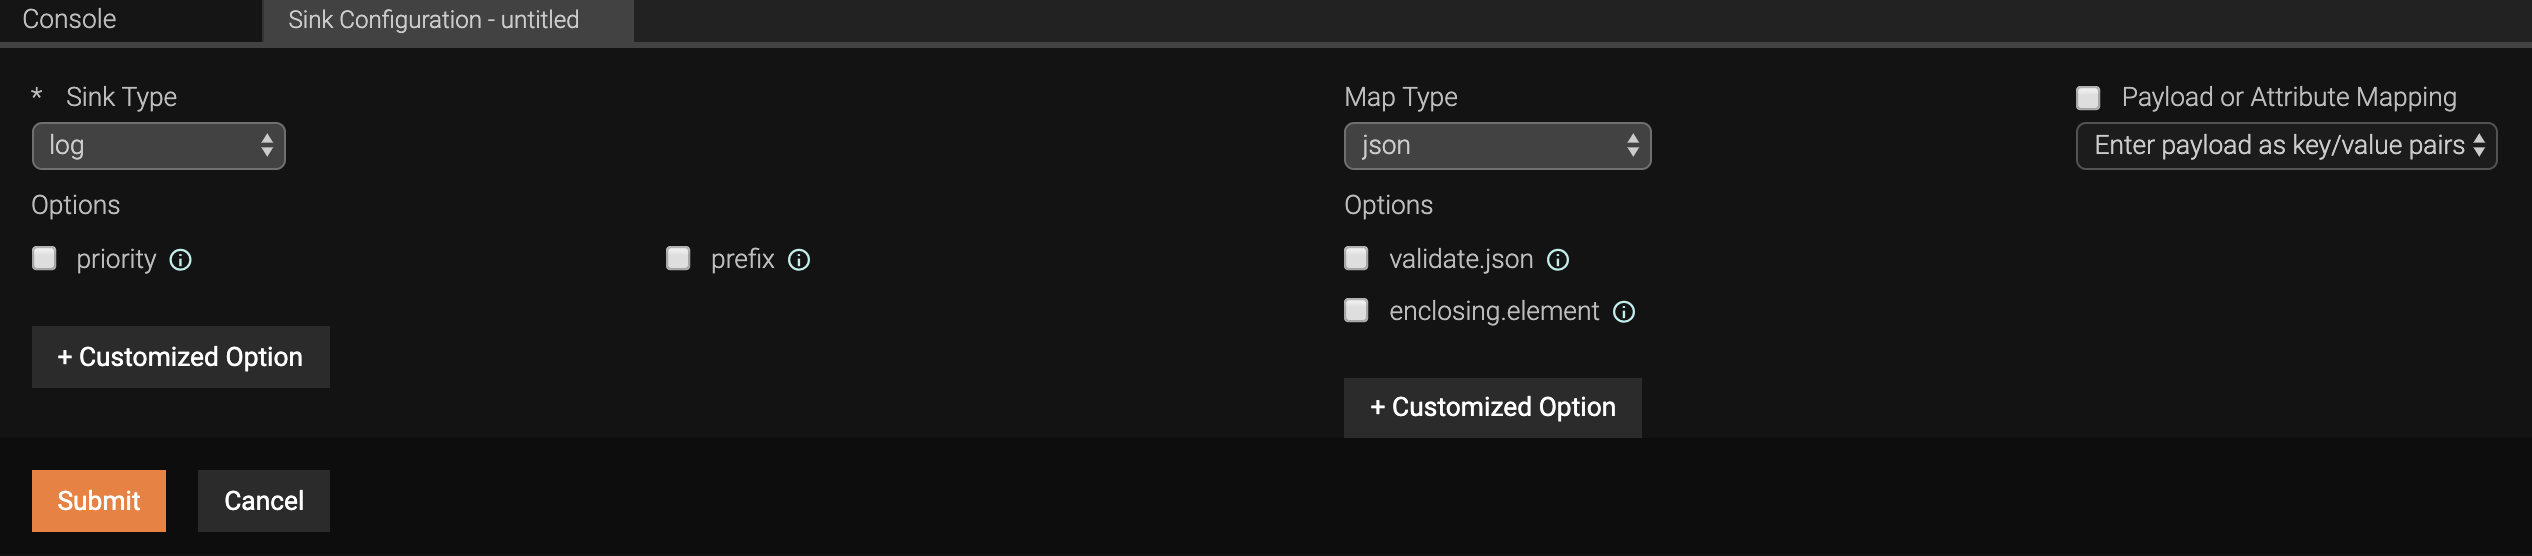 Console
Sink Configuration - untitled
* Sink Type
log
Options
priority
prefix
+ Customized Option
Map Type
json
Options
validate.json
enclosing.element
+ Customized Option
Payload or Attribute Mapping
Enter payload as key/value pairs
Submit
Cancel